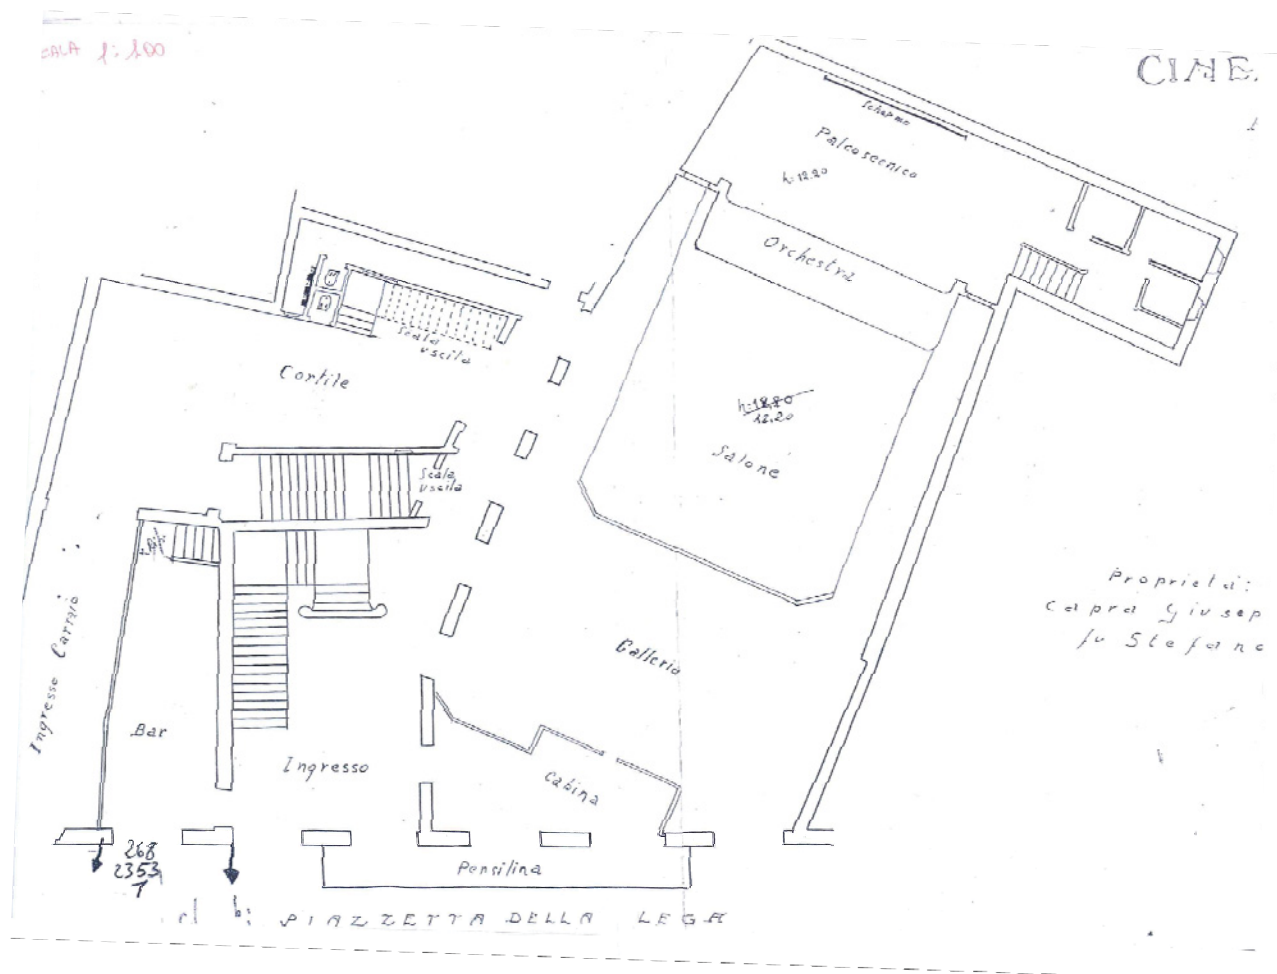 SCALA 1:100
CINE.
Schermo
Palcoscenico
h:12.20
Orchestra
Scala
uscita
Cortile
h:18.80
12.20
Salone
Scala
uscita
Proprietà:
Capra Giusep
fu Stefano
Ingresso Carraio
Galleria
Bar
Ingresso
Cabina
268
2353
1
Pensilina
PIAZZETTA DELLA LEGA